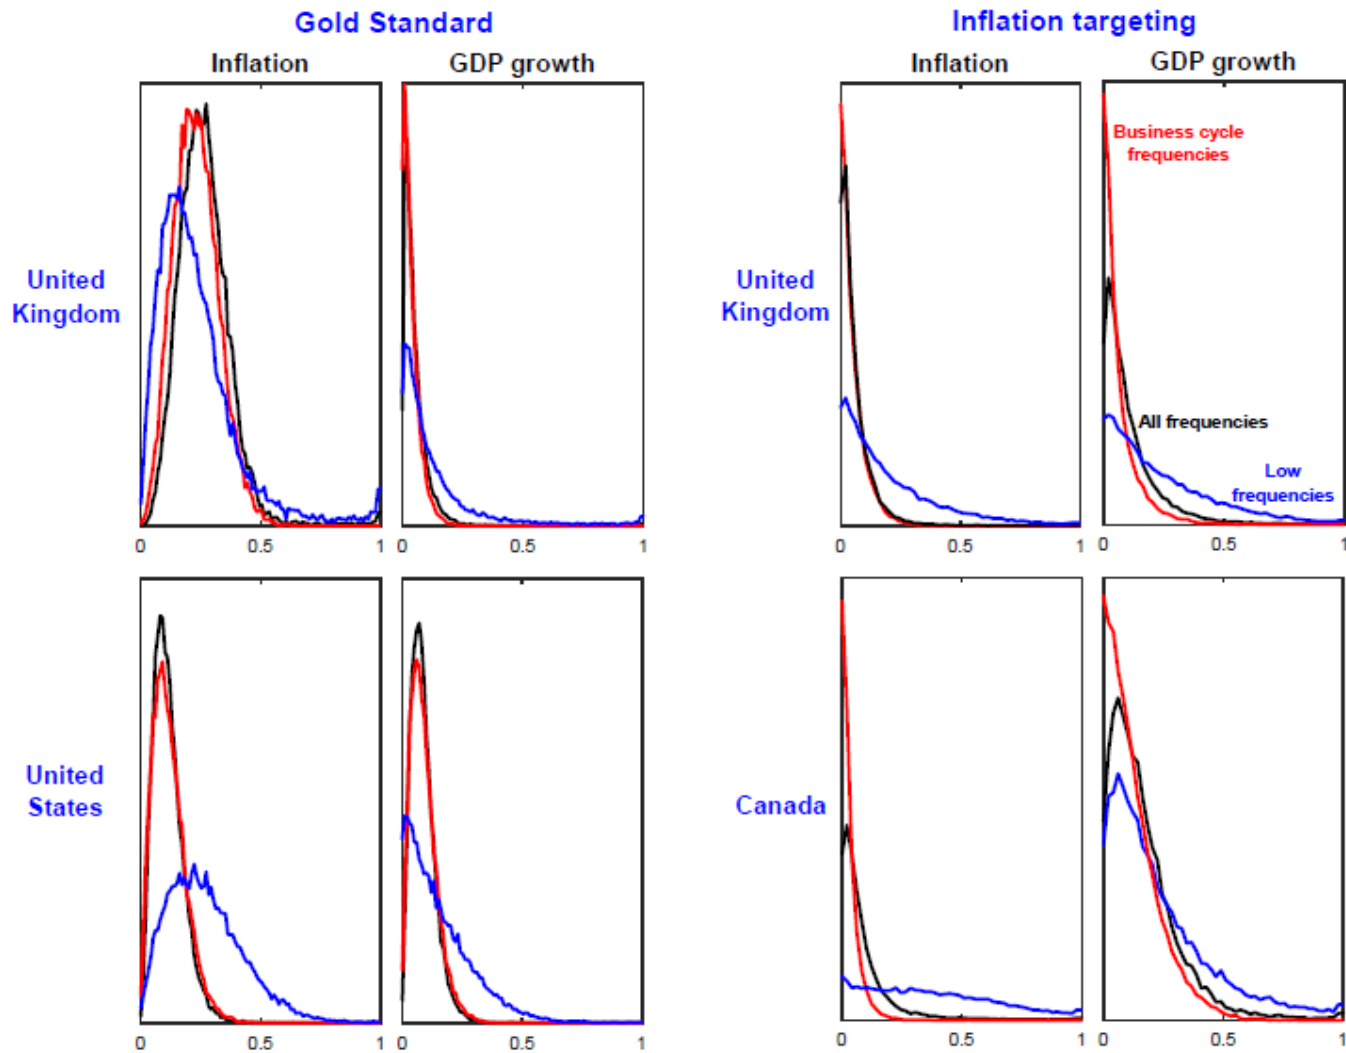 Gold Standard
Inflation targeting
Inflation
GDP growth
Inflation
GDP growth
United
Kingdom
United
Kingdom
Business cycle
frequencies
All frequencies
Low
frequencies
0
0.5
1
0
0.5
1
0
0.5
1
0
0.5
1
United
States
Canada
0
0.5
1
0
0.5
1
0
0.5
1
0
0.5
1